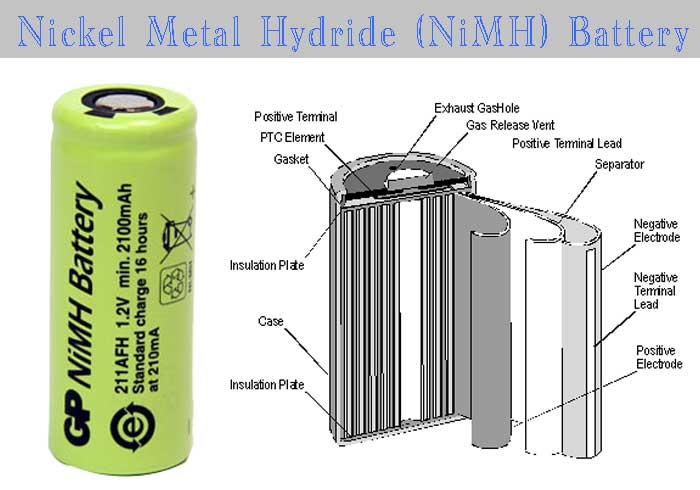 Nickel Metal Hydride (NiMH) Battery
GP NiMH Battery
211AFH 1.2V min. 2100mAh
Standard charge 16 hours
at 210mA
Positive Terminal
PTC Element
Gasket
Exhaust GasHole
Gas Release Vent
Positive Terminal Lead
Separator
Insulation Plate
Case
Insulation Plate
Negative
Electrode
Negative
Terminal
Lead
Positive
Electrode